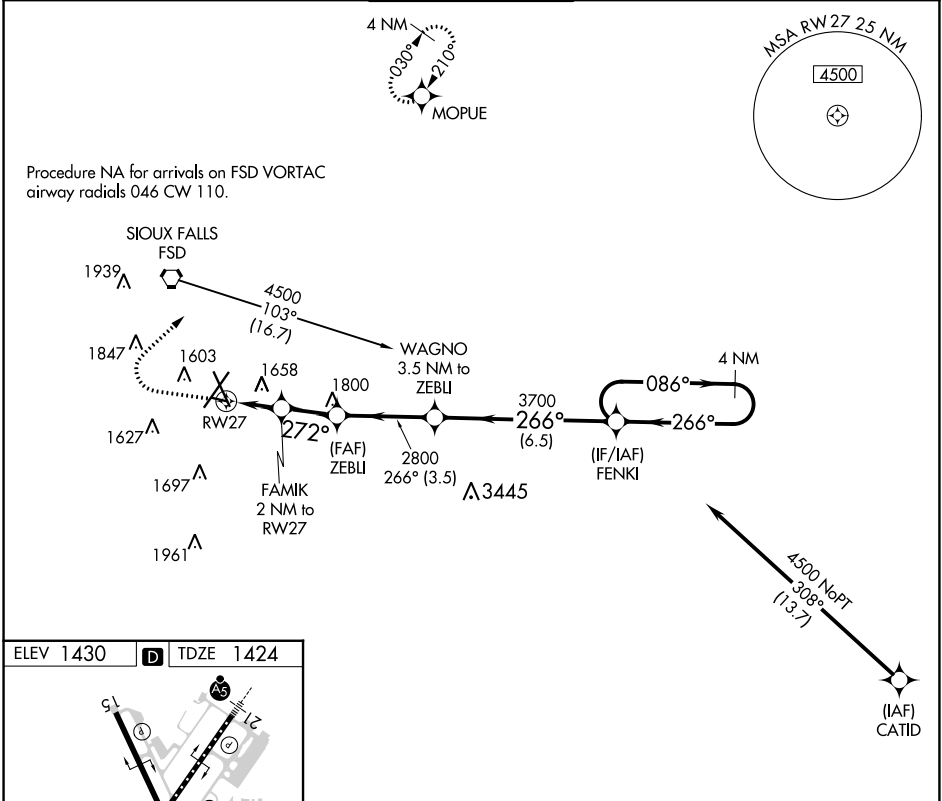 4 NM
030°
210°
MOPUE
MSA RW27 25 NM
4500
Procedure NA for arrivals on FSD VORTAC
airway radials 046 CW 110.
SIOUX FALLS
FSD
1939
4500
103°
(16.7)
1847
1603
1658
1800
WAGNO
3.5 NM to
ZEBLI
3700
266°
(6.5)
4 NM
086°
266°
RW27
272°
(FAF)
ZEBLI
2800
266° (3.5)
(IF/IAF)
FENKI
1627
1697
FAMIK
2 NM to
RW27
3445
1961
4500 NoPT
308°
(13.7)
(IAF)
CATID
ELEV 1430
D
TDZE 1424
A5
15
21
P
P